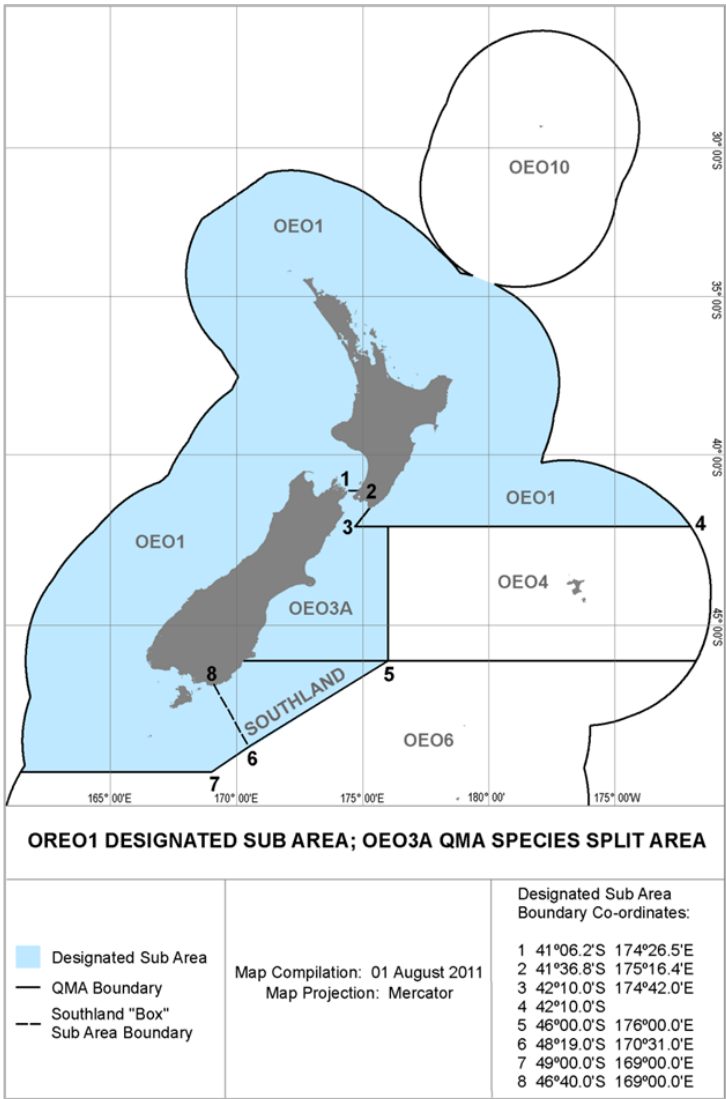 OEO10
30° 00'S
OEO1
35° 00'S
40° 00'S
1
2
OEO1
3
4
OEO1
OEO4
OEO3A
45° 00'S
8
5
SOUTHLAND
OEO6
6
7
165° 00'E
170° 00'E
175° 00'E
180° 00'
175° 00'W
OREO1 DESIGNATED SUB AREA; OEO3A QMA SPECIES SPLIT AREA
Designated Sub Area
QMA Boundary
Southland "Box"
Sub Area Boundary
Map Compilation: 01 August 2011
Map Projection: Mercator
Designated Sub Area
Boundary Co-ordinates:
1 41º06.2'S 174º26.5'E
2 41º36.8'S 175º16.4'E
3 42º10.0'S 174º42.0'E
4 42º10.0'S
5 46º00.0'S 176º00.0'E
6 48º19.0'S 170º31.0'E
7 49º00.0'S 169º00.0'E
8 46º40.0'S 169º00.0'E